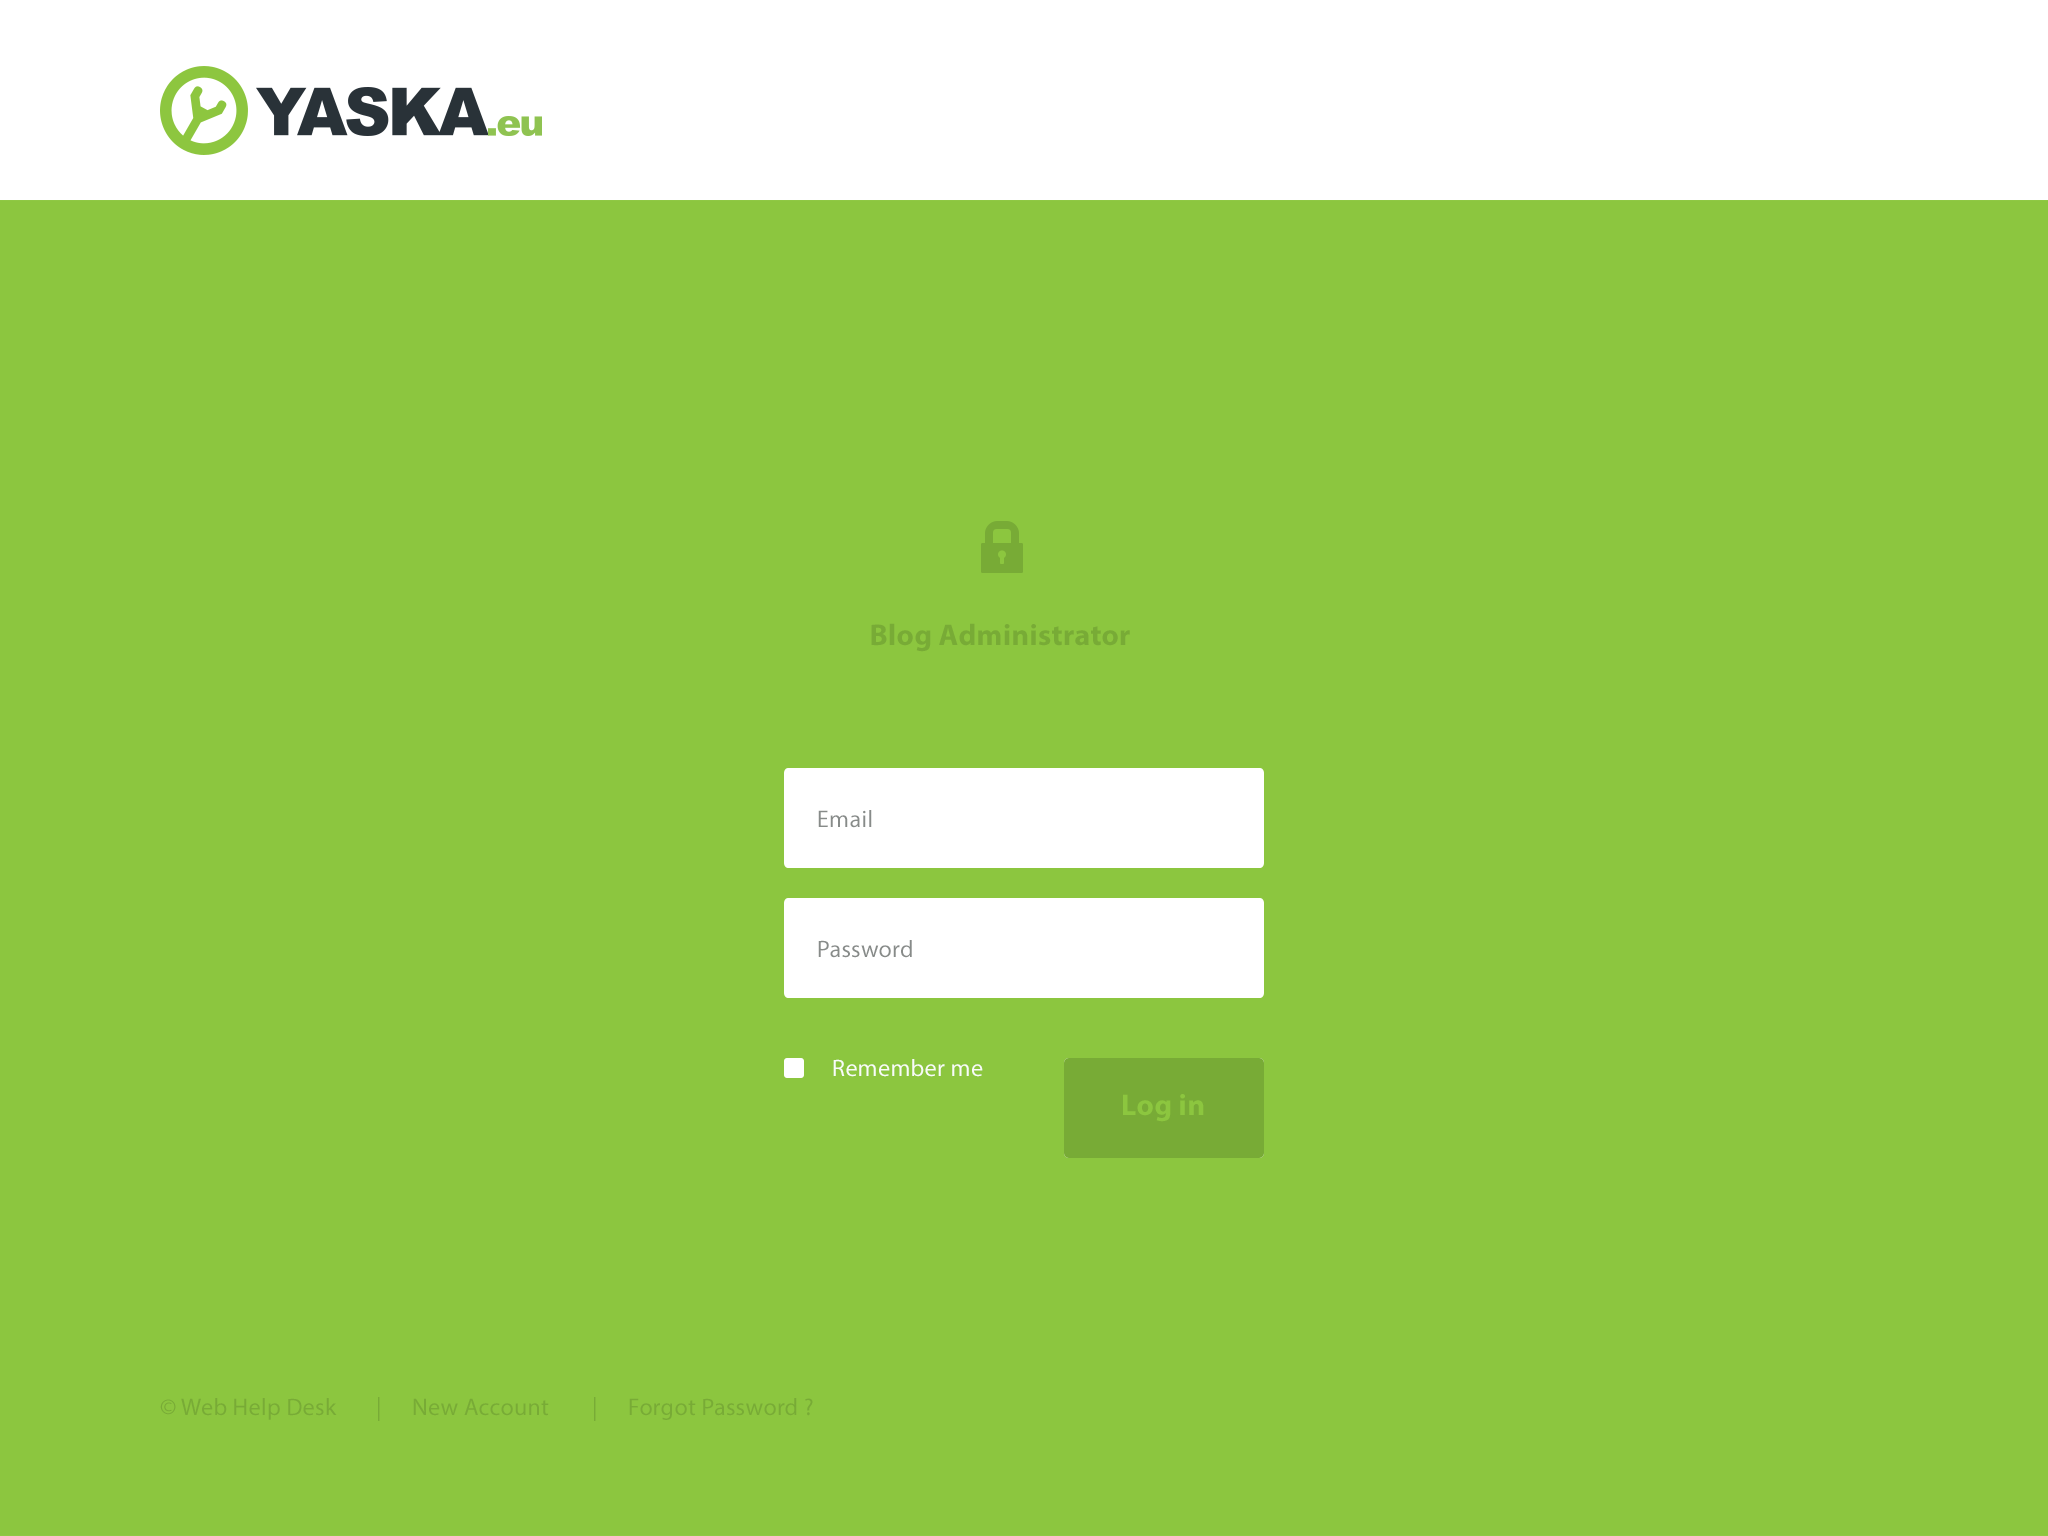 YASKA.eu
Blog Administrator
Email
Password
Remember me
Log in
© Web Help Desk | New Account | Forgot Password ?